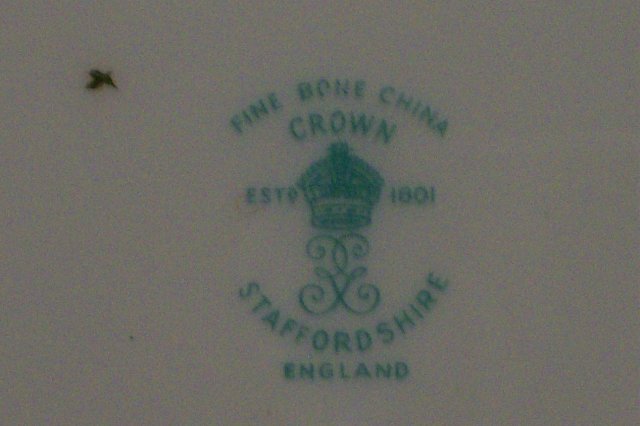 FINE BONE CHINA
CROWN
ESTD 1801
STAFFORDSHIRE
ENGLAND